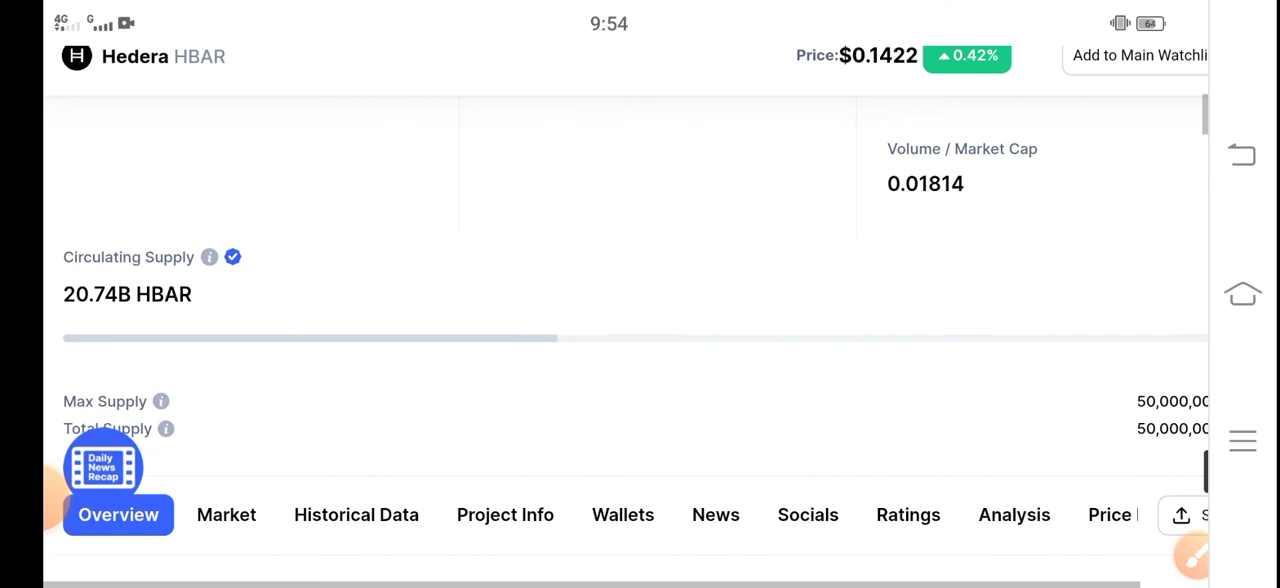 4G G 9:54 64
Hedera HBAR Price:$0.1422 0.42% Add to Main Watchli
Volume / Market Cap
0.01814
Circulating Supply
20.74B HBAR
Max Supply 50,000,00
Total Supply 50,000,00
Daily
News
Recap
Overview Market Historical Data Project Info Wallets News Socials Ratings Analysis Price